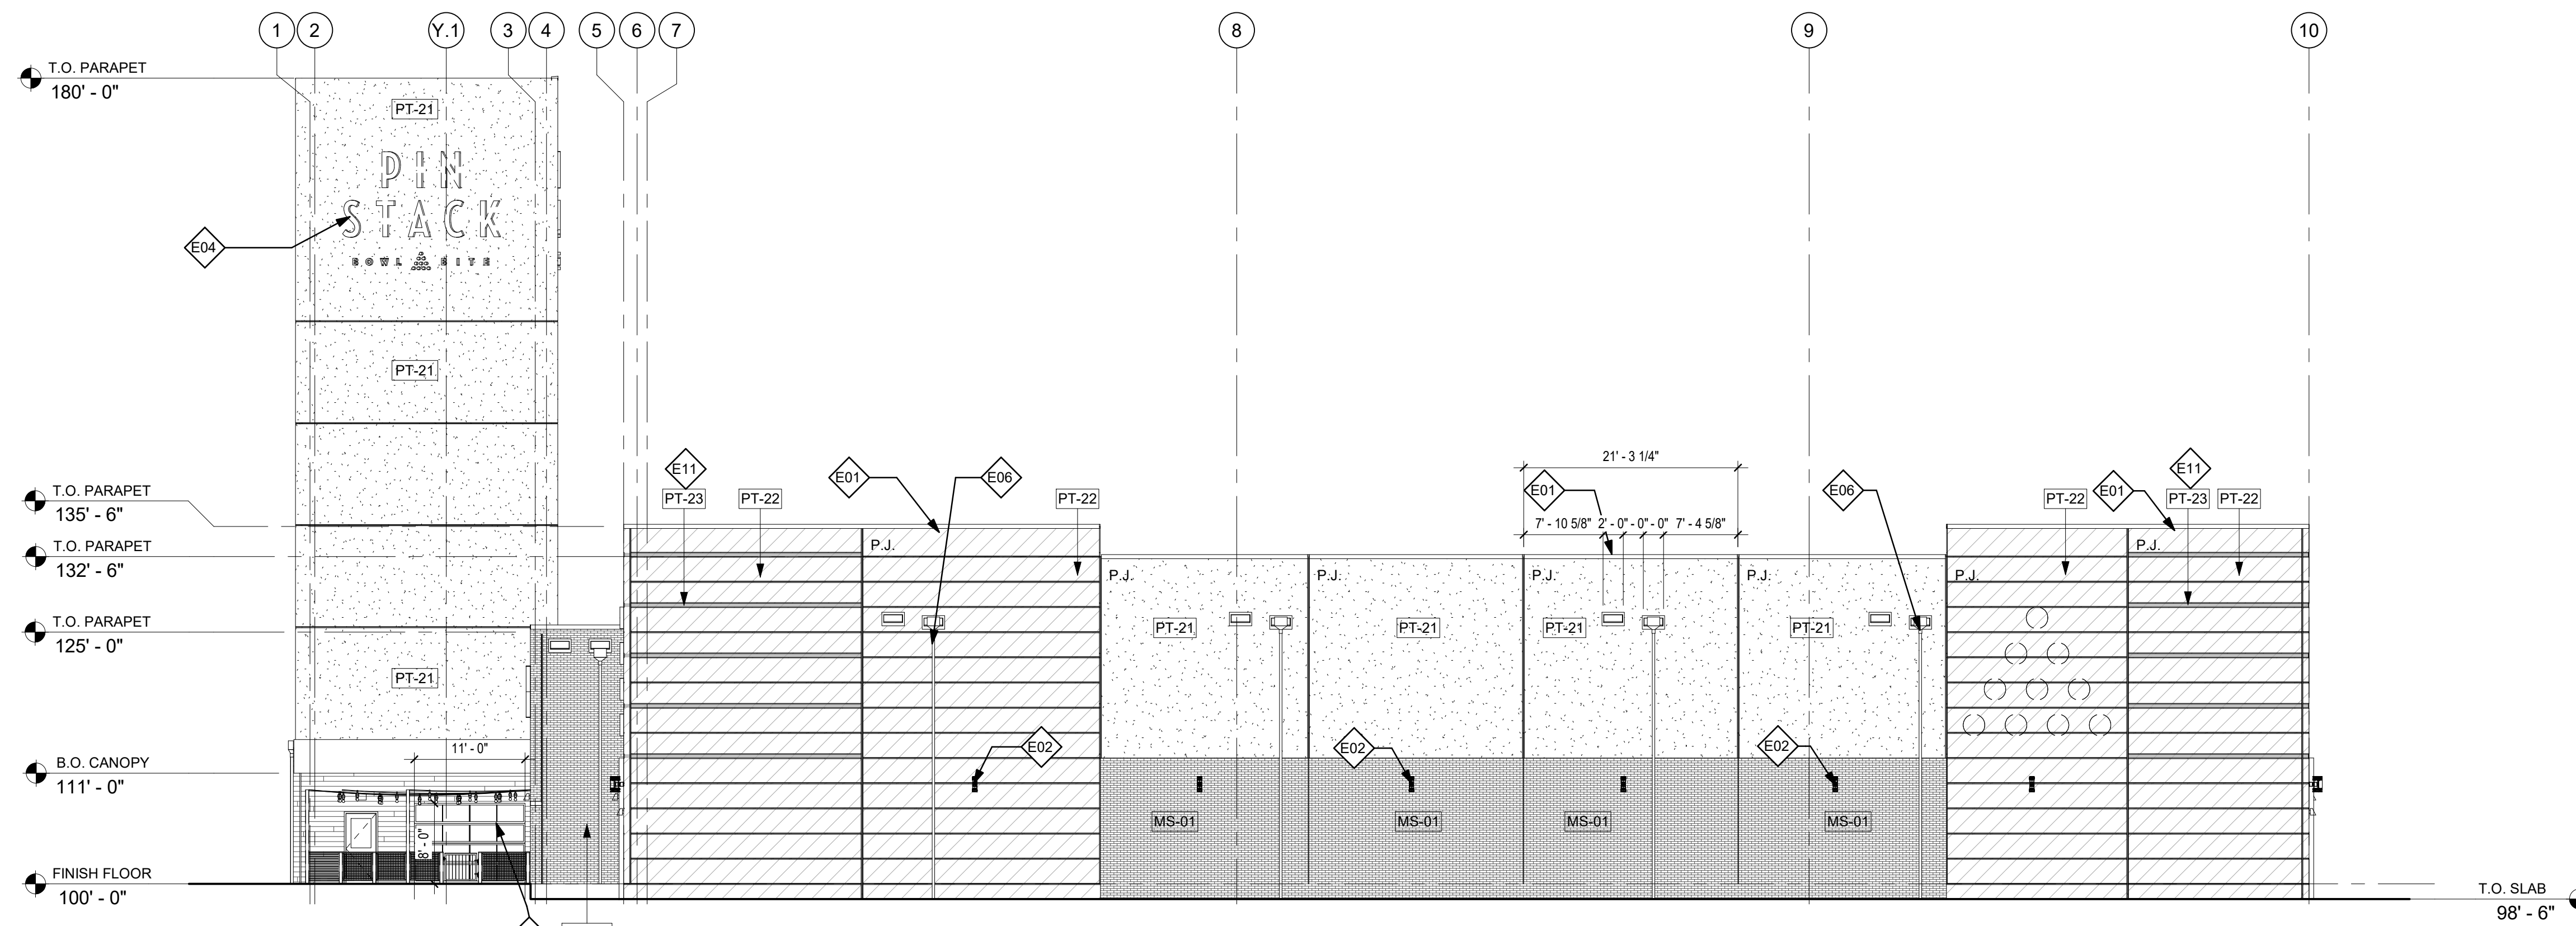 1 2 Y.1 3 4 5 6 7 8 9 10
T.O. PARAPET
180' - 0"
PT-21
PIN
STACK
E04
BOWL BITE
PT-21
21' - 3 1/4"
E11 E01 E06 E01 E06 E01 E11
T.O. PARAPET
135' - 6"
PT-23 PT-22 PT-22 PT-22 PT-23 PT-22
7' - 10 5/8" 2' - 0" - 0" - 0" 7' - 4 5/8"
P.J. P.J.
T.O. PARAPET
132' - 6"
P.J. P.J. P.J. P.J. P.J.
T.O. PARAPET
125' - 0"
PT-21 PT-21 PT-21 PT-21
PT-21
11' - 0"
E02 E02 E02
B.O. CANOPY
111' - 0"
MS-01 MS-01 MS-01 MS-01
8' - 0"
FINISH FLOOR
100' - 0"
T.O. SLAB
98' - 6"